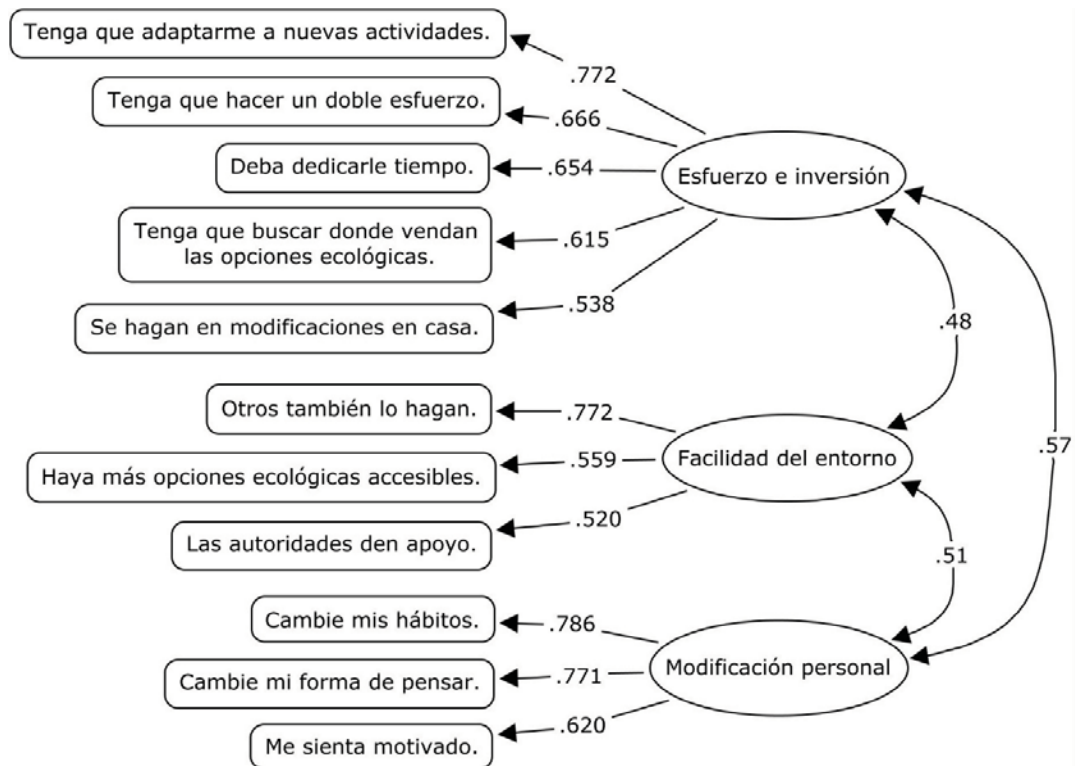 Tenga que adaptarme a nuevas actividades.
.772
Tenga que hacer un doble esfuerzo.
.666
Deba dedicarle tiempo.
.654
Esfuerzo e inversión
Tenga que buscar donde vendan
las opciones ecológicas.
.615
Se hagan en modificaciones en casa.
.538
.48
Otros también lo hagan.
.772
Haya más opciones ecológicas accesibles.
.559
Facilidad del entorno
.57
Las autoridades den apoyo.
.520
.51
Cambie mis hábitos.
.786
Cambie mi forma de pensar.
.771
Modificación personal
Me sienta motivado.
.620